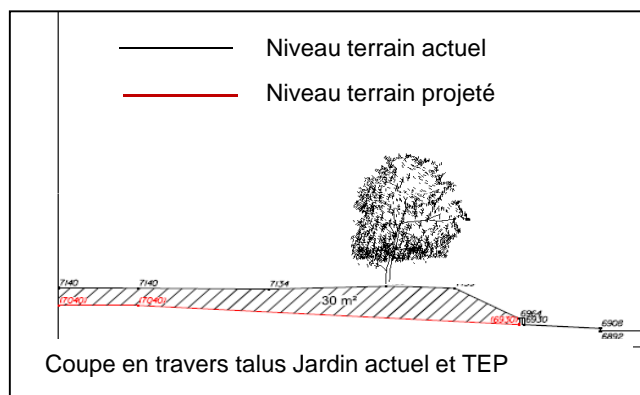 Niveau terrain actuel
Niveau terrain projeté
7140 7140 7134
(7040) (7040)
30 m²
6964
(6930) 6930
6908
6892
Coupe en travers talus Jardin actuel et TEP